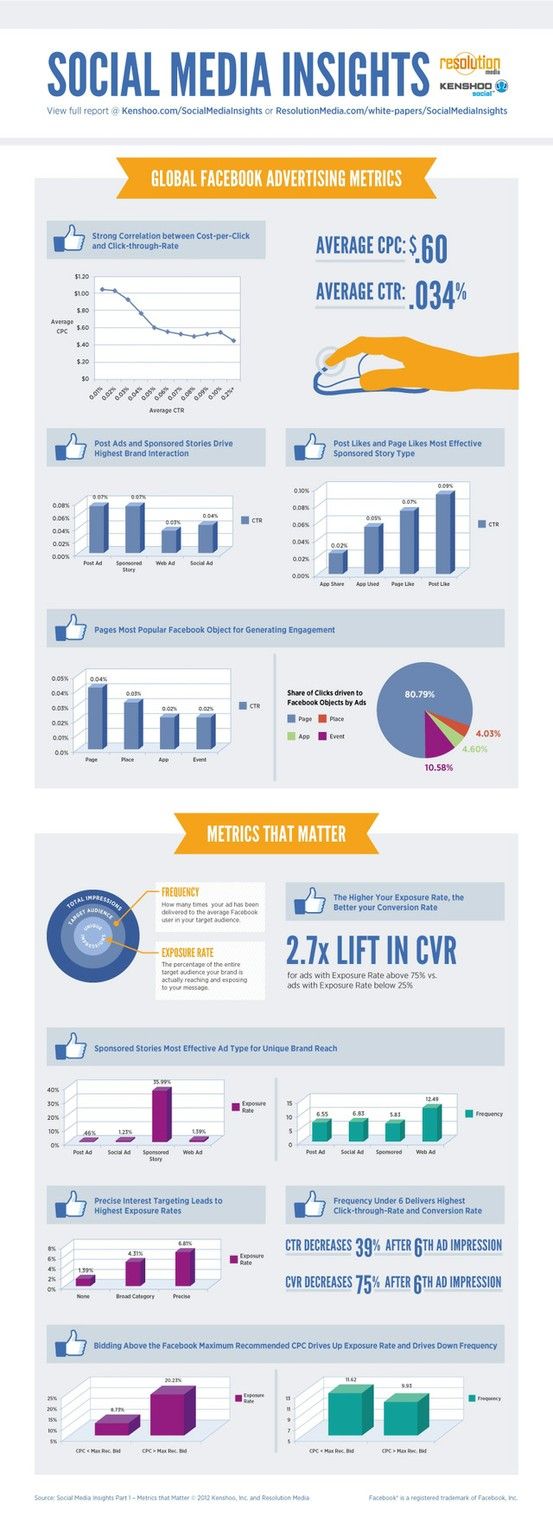 SOCIAL MEDIA INSIGHTS
resolution
media
KENSHOO
social
View full report @ Kenshoo.com/SocialMediaInsights or ResolutionMedia.com/white-papers/SocialMediaInsights
GLOBAL FACEBOOK ADVERTISING METRICS
Strong Correlation between Cost-per-Click
and Click-through-Rate
$1.20
$1.00
$.80
$.60
$.40
$.20
$0
Average
CPC
0.01% 0.02% 0.03% 0.04% 0.05% 0.06% 0.07% 0.08% 0.09% 0.10% 0.2%+
Average CTR
AVERAGE CPC: $.60
AVERAGE CTR: .034%
Post Ads and Sponsored Stories Drive
Highest Brand Interaction
0.08%
0.06%
0.04%
0.02%
0.00%
0.07% 0.07% 0.03% 0.04%
Post Ad Sponsored Story Web Ad Social Ad
CTR
Post Likes and Page Likes Most Effective
Sponsored Story Type
0.10%
0.08%
0.06%
0.04%
0.02%
0.00%
0.02% 0.05% 0.07% 0.09%
App Share App Used Page Like Post Like
CTR
Pages Most Popular Facebook Object for Generating Engagement
0.05%
0.04%
0.03%
0.02%
0.01%
0.0%
0.04% 0.03% 0.02% 0.02%
Page Place App Event
CTR
Share of Clicks driven to
Facebook Objects by Ads
Page Place
App Event
80.79%
4.03%
4.60%
10.58%
METRICS THAT MATTER
TOTAL IMPRESSIONS
TARGET AUDIENCE
UNIQUE
IMPRESSIONS
FREQUENCY
How many times your ad has been
delivered to the average Facebook
user in your target audience.
EXPOSURE RATE
The percentage of the entire
target audience your brand is
actually reaching and exposing
to your message.
The Higher Your Exposure Rate, the
Better your Conversion Rate
2.7x LIFT IN CVR
for ads with Exposure Rate above 75% vs.
ads with Exposure Rate below 25%
Sponsored Stories Most Effective Ad Type for Unique Brand Reach
40%
30%
20%
10%
0%
.46% 1.23% 35.99% 1.39%
Post Ad Social Ad Sponsored Story Web Ad
Exposure
Rate
15
10
5
0
6.55 6.83 5.83 12.49
Post Ad Social Ad Sponsored Web Ad
Frequency
Precise Interest Targeting Leads to
Highest Exposure Rates
8%
6%
4%
2%
0%
1.39% 4.31% 6.81%
None Broad Category Precise
Exposure
Rate
Frequency Under 6 Delivers Highest
Click-through-Rate and Conversion Rate
CTR DECREASES 39% AFTER 6TH AD IMPRESSION
CVR DECREASES 75% AFTER 6TH AD IMPRESSION
Bidding Above the Facebook Maximum Recommended CPC Drives Up Exposure Rate and Drives Down Frequency
25%
20%
15%
10%
5%
8.73% 20.23%
CPC < Max Rec. Bid CPC > Max Rec. Bid
Exposure
Rate
13
11
9
7
5
11.62 9.93
CPC < Max Rec. Bid CPC > Max Rec. Bid
Frequency
Source: Social Media Insights Part 1 – Metrics that Matter © 2012 Kenshoo, Inc. and Resolution Media
Facebook® is a registered trademark of Facebook, Inc.